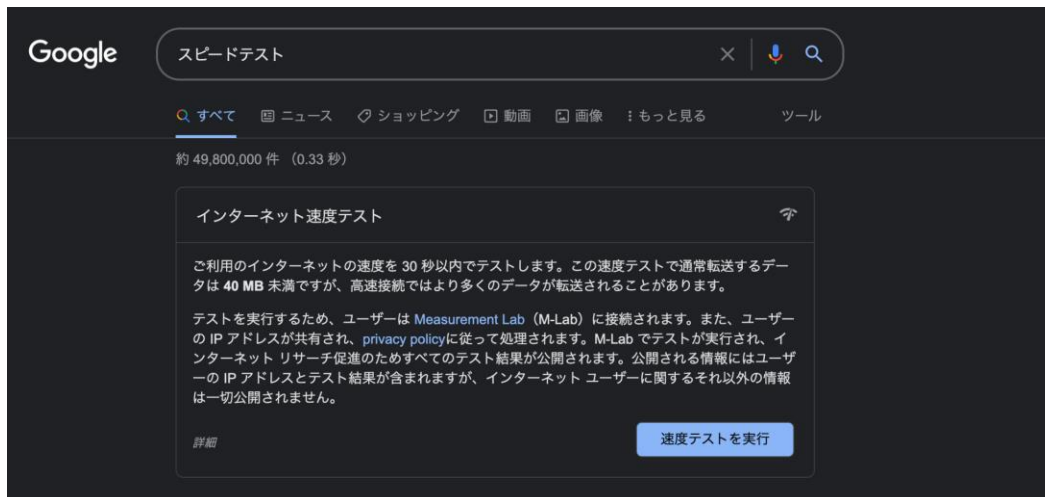 Google
スピードテスト
すべて ニュース ショッピング 動画 画像 もっと見る ツール
約 49,800,000 件 (0.33 秒)
インターネット速度テスト
ご利用のインターネットの速度を 30 秒以内でテストします。この速度テストで通常転送するデー
タは 40 MB 未満ですが、高速接続ではより多くのデータが転送されることがあります。
テストを実行するため、ユーザーは Measurement Lab(M-Lab)に接続されます。また、ユーザー
の IP アドレスが共有され、privacy policyに従って処理されます。M-Lab でテストが実行され、イ
ンターネット リサーチ促進のためすべてのテスト結果が公開されます。公開される情報にはユーザ
ーの IP アドレスとテスト結果が含まれますが、インターネット ユーザーに関するそれ以外の情報
は一切公開されません。
詳細
速度テストを実行